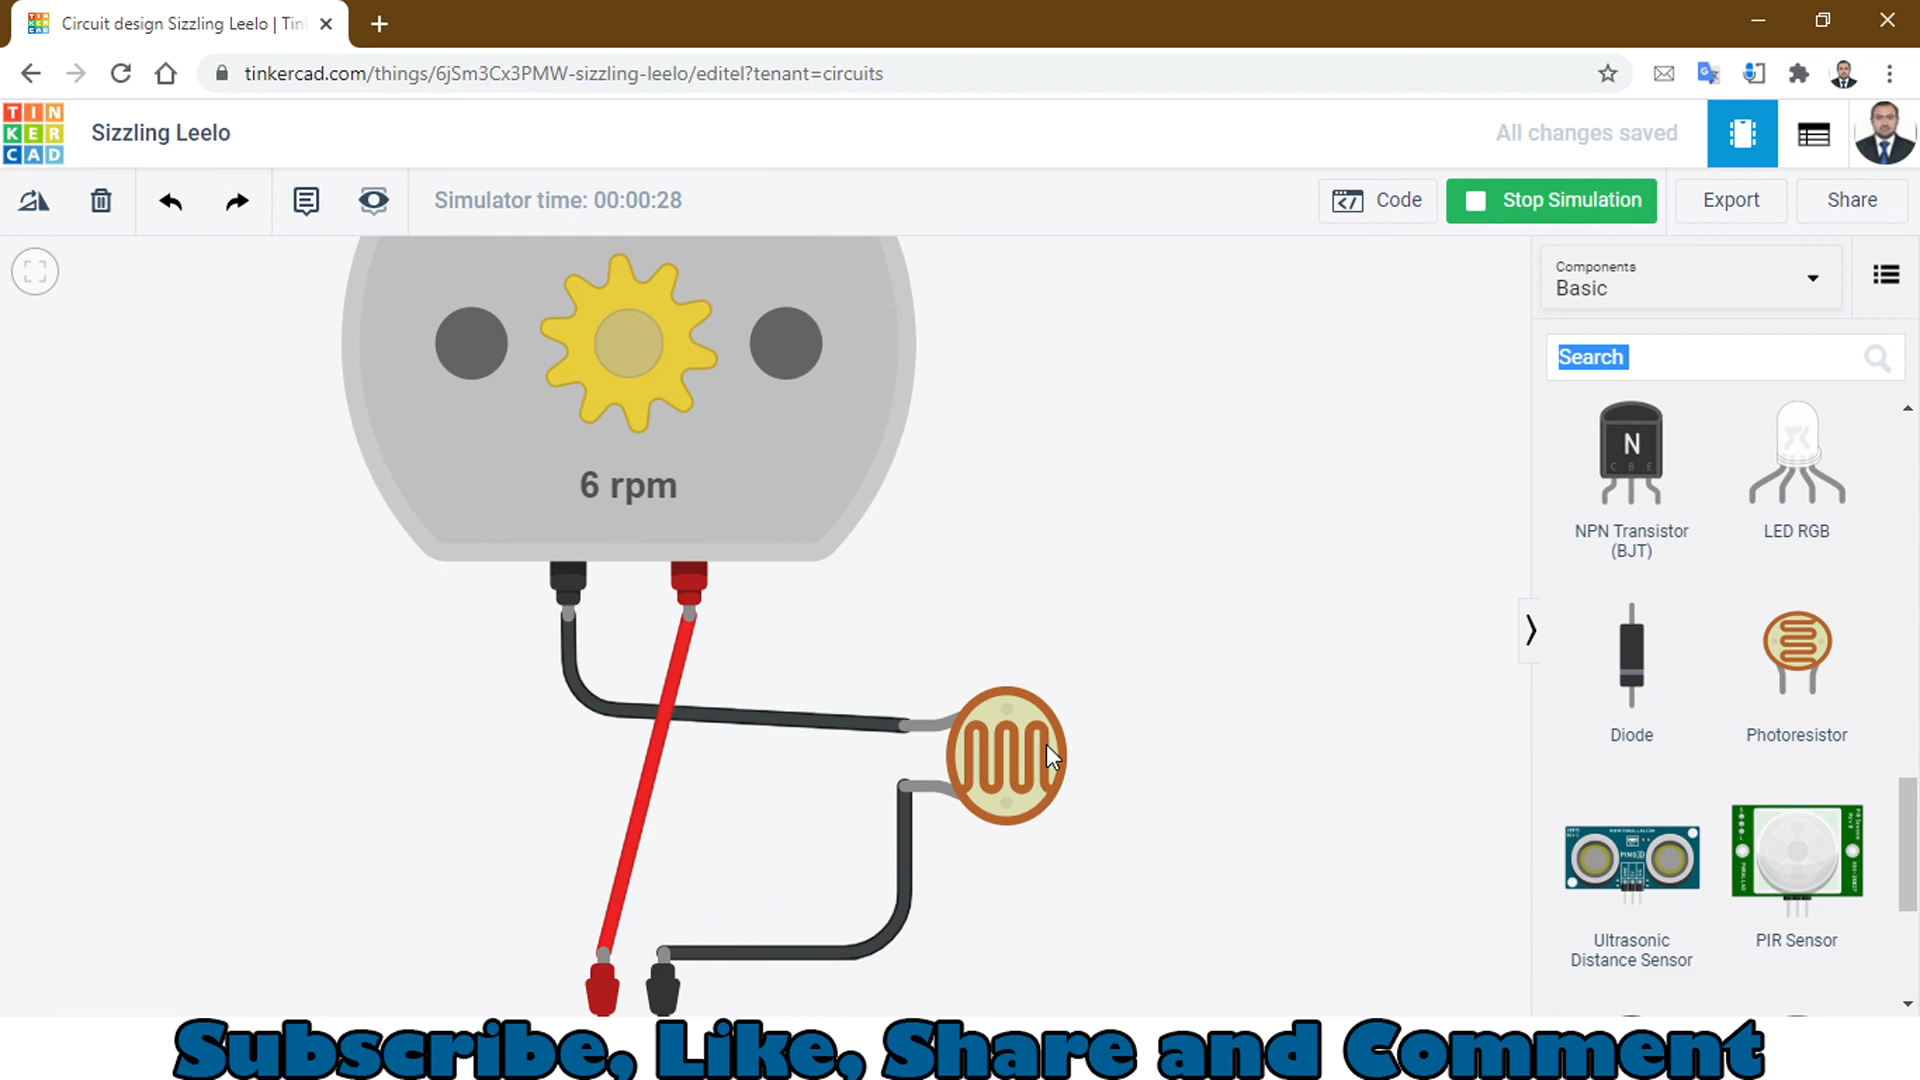 Circuit design Sizzling Leelo | Tin
tinkercad.com/things/6jSm3Cx3PMW-sizzling-leelo/editel?tenant=circuits
TIN
KER
CAD
Sizzling Leelo
All changes saved
Simulator time: 00:00:28
Code
Stop Simulation
Export
Share
Components
Basic
Search
6 rpm
N
C B E
NPN Transistor
(BJT)
LED RGB
Diode
Photoresistor
Ultrasonic
Distance Sensor
PIR Sensor
Subscribe, Like, Share and Comment